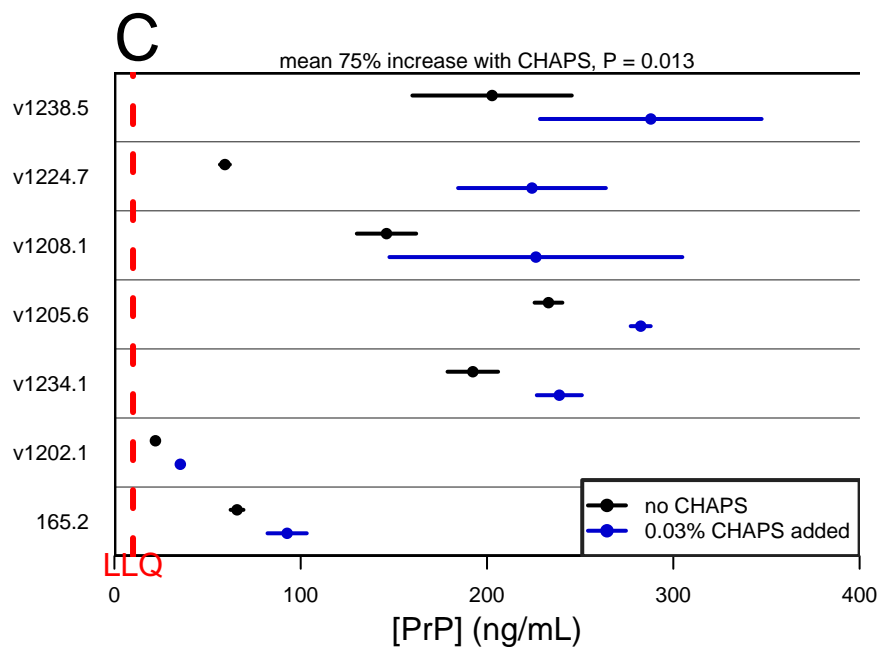 C
mean 75% increase with CHAPS, P = 0.013
v1238.5
v1224.7
v1208.1
v1205.6
v1234.1
v1202.1
165.2
no CHAPS
0.03% CHAPS added
LLQ
0 100 200 300 400
[PrP] (ng/mL)